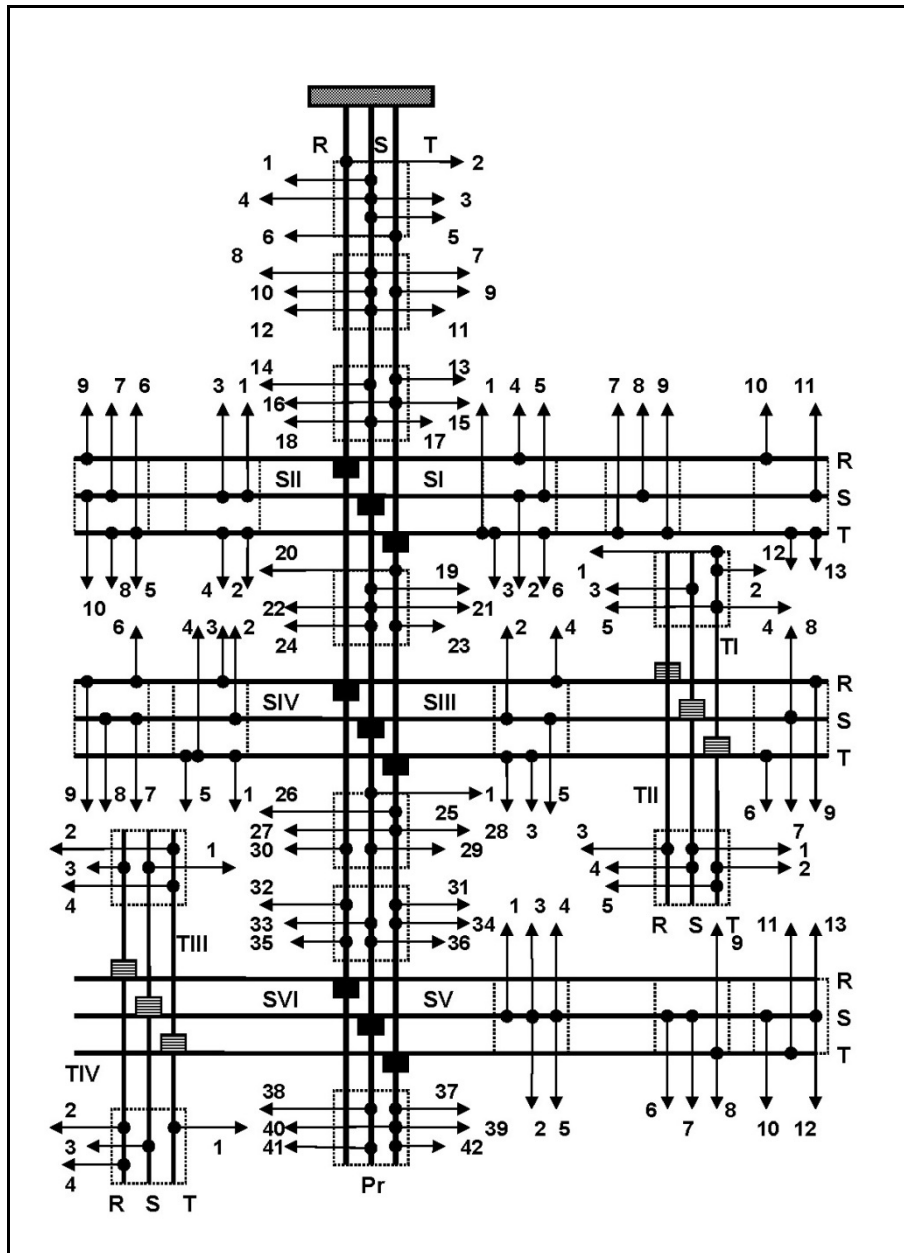 R S T
1 2
4 3
6 5
8 7
10 9
12 11
14 13
9 7 6 3 1 16 15 1 4 5 7 8 9 10 11
18 17
SII SI R
S
T
20 12
10 8 5 4 2 19 3 2 6 1 3 2 13
22 21 5 4 8
6 4 3 2 24 23 2 4 TI
SIV SIII R
S
T
9 8 7 5 1 26 1 5 TII 6 9
25
2 1 27 28 3 3 7
3 30 29 4 1
4 2
32 31 1 3 4 5
33 34
TIII 35 36 R S T
9 11 13
SVI SV R
S
T
TIV
2 38 37 6 8
3 1 40 39 2 5 7 10 12
4 41 42
R S T Pr